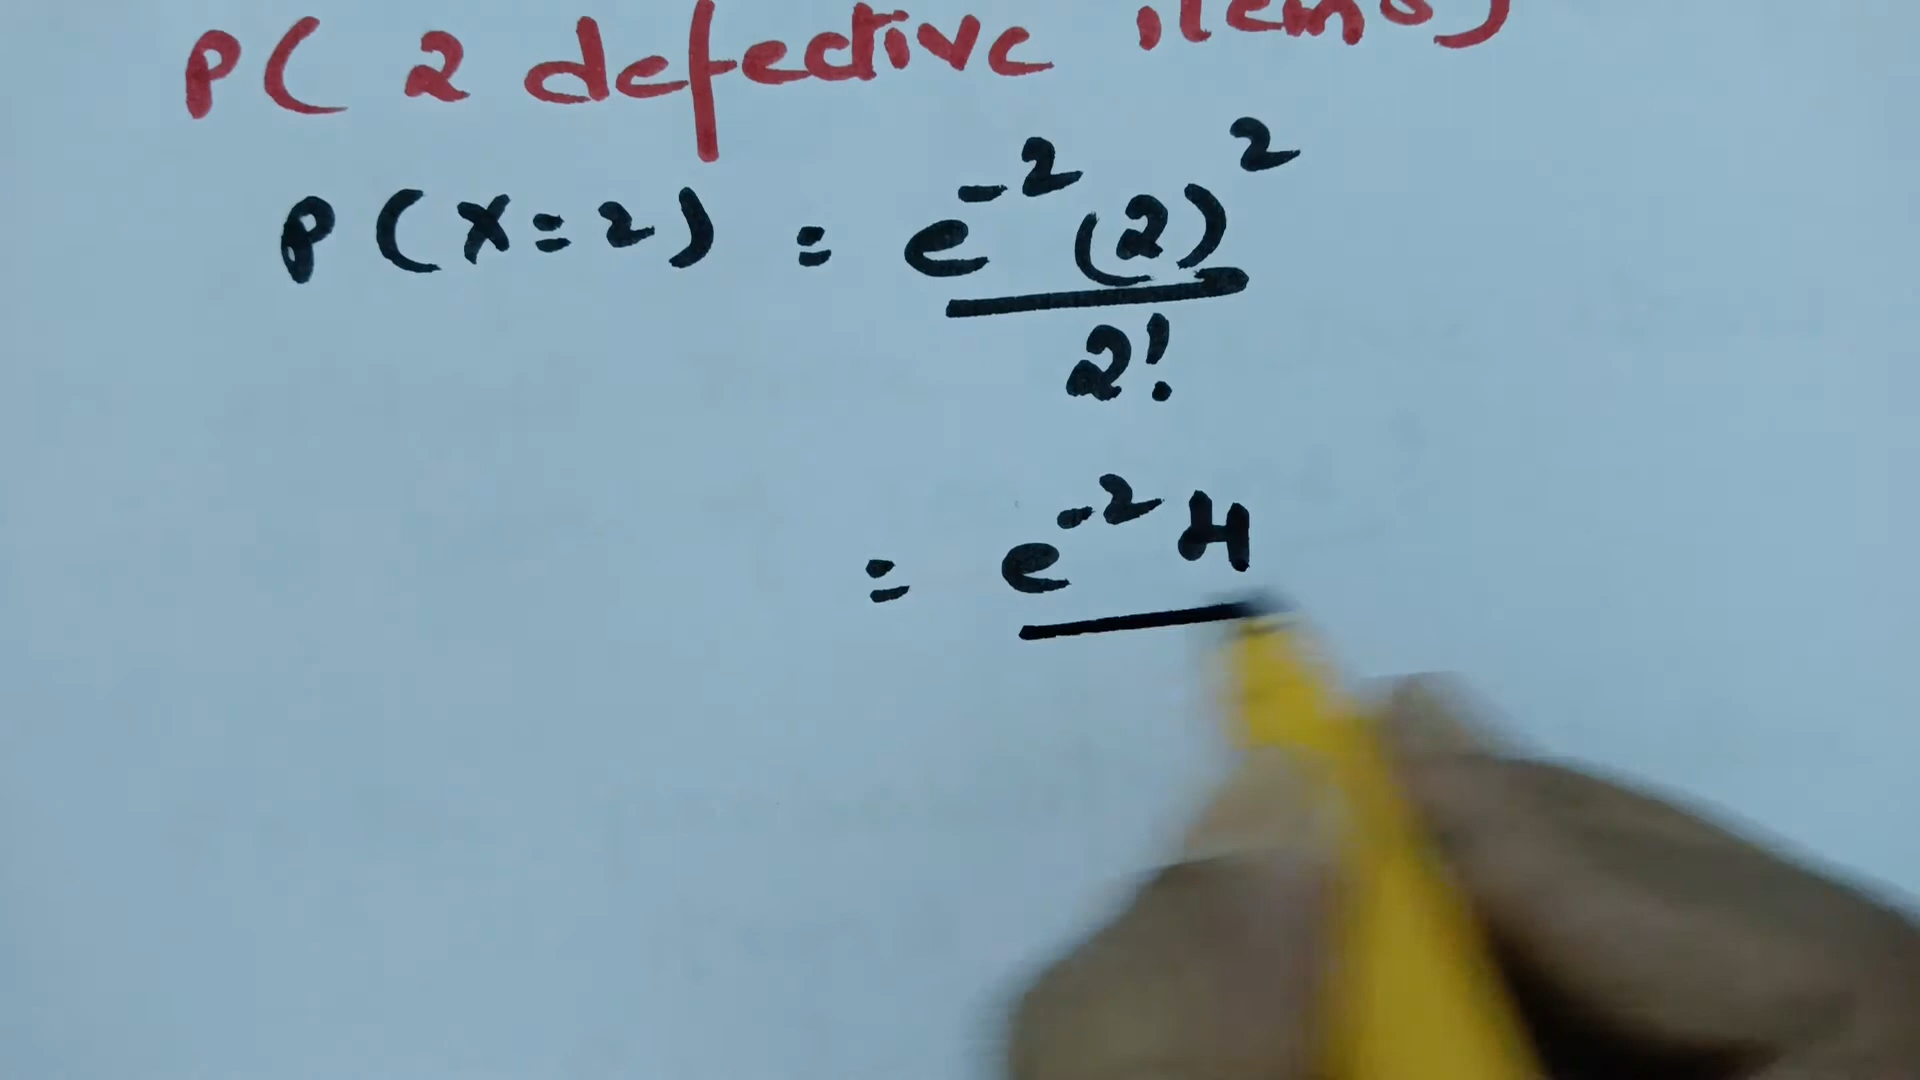 P( 2 defective items)
P(X=2) = e^-2 (2)^2
2!
= e^-2 4